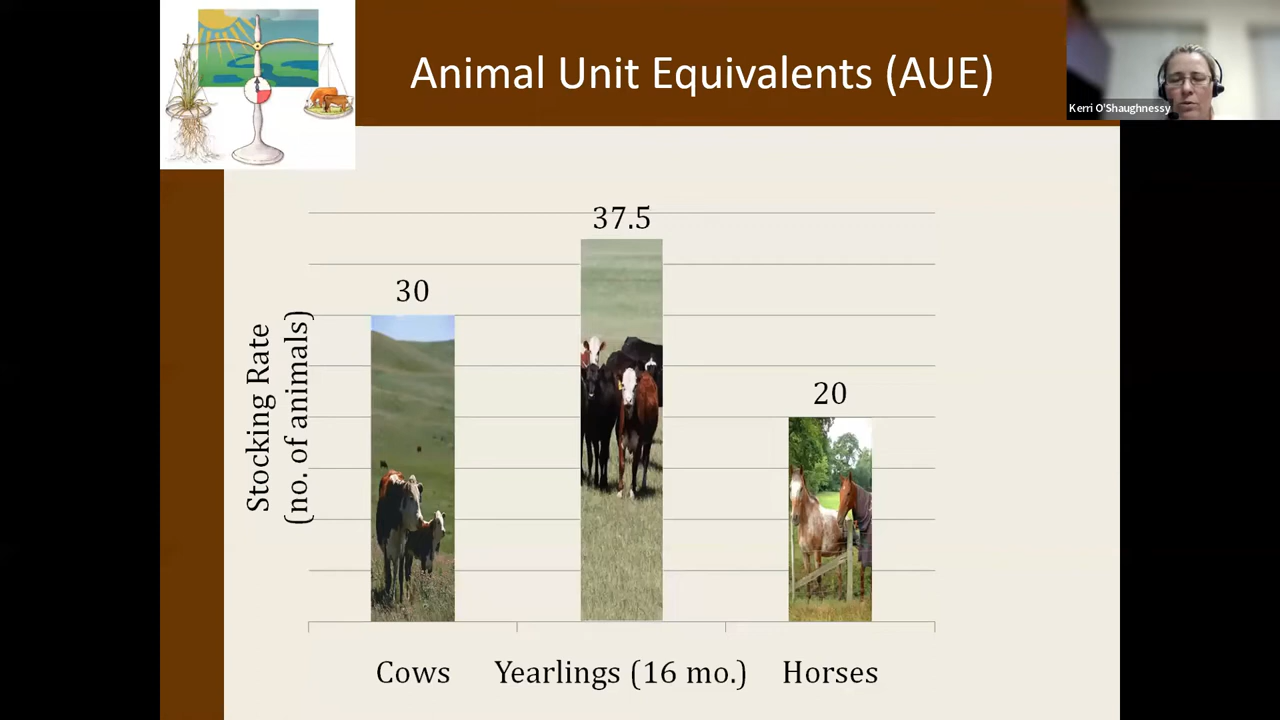 Animal Unit Equivalents (AUE)
Kerri O'Shaughnessy
37.5
30
20
Stocking Rate
(no. of animals)
Cows
Yearlings (16 mo.)
Horses